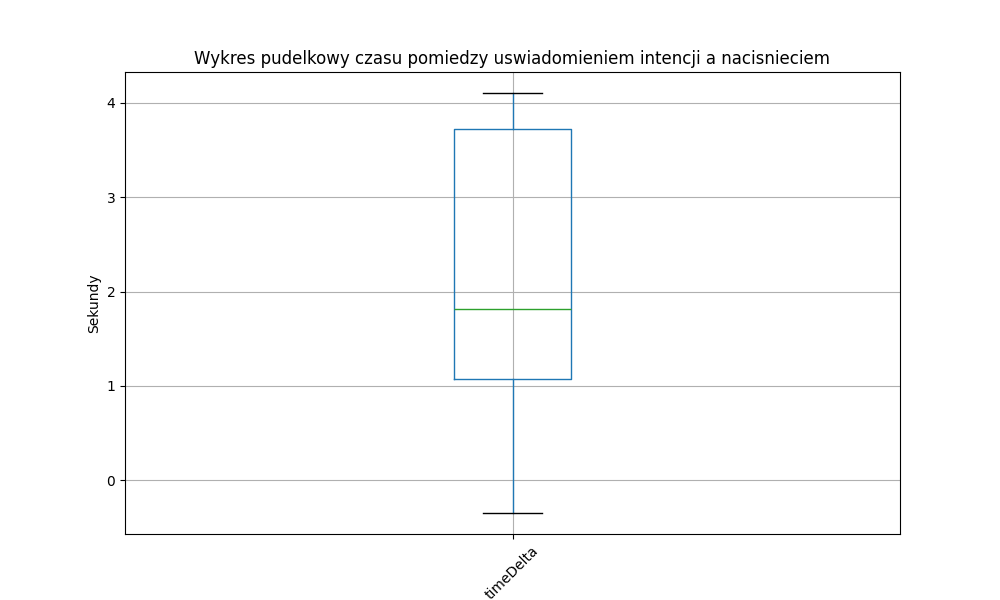 Wykres pudelkowy czasu pomiedzy uswiadomieniem intencji a nacisnieciem
4
3
2
1
0
Sekundy
timeDelta